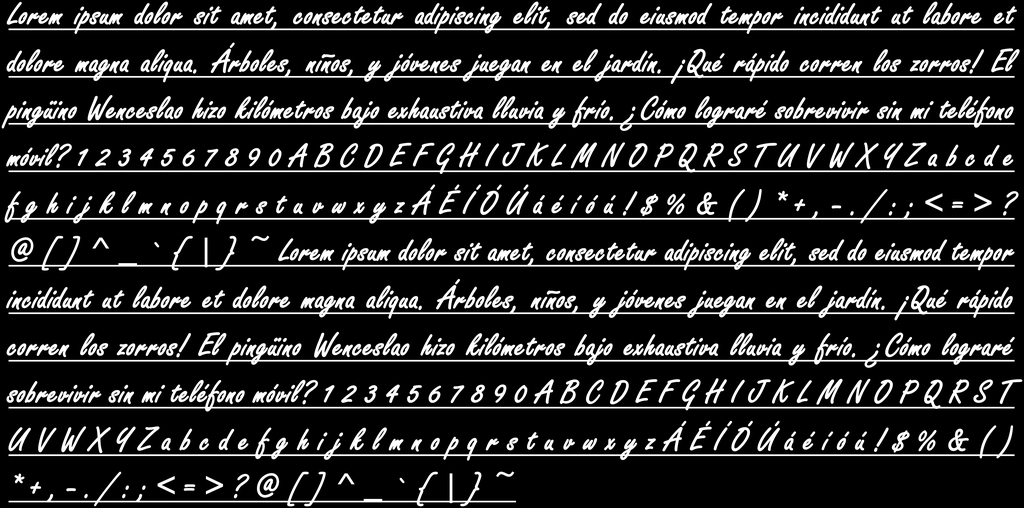 Lorem ipsum dolor sit amet, consectetur adipiscing elit, sed do eiusmod tempor incididunt ut labore et
dolore magna aliqua. Árboles, niños, y jóvenes juegan en el jardín. ¡Qué rápido corren los zorros! El
pingüino Wenceslao hizo kilómetros bajo exhaustiva lluvia y frío. ¿Cómo lograré sobrevivir sin mi teléfono
móvil? 1 2 3 4 5 6 7 8 9 0 A B C D E F G H I J K L M N O P Q R S T U V W X Y Z a b c d e
f g h i j k l m n o p q r s t u v w x y z Á É Í Ó Ú á é í ó ú ! $ % & ( ) * + , - . / : ; < = > ?
@ [ ] ^ _ ` { | } ~ Lorem ipsum dolor sit amet, consectetur adipiscing elit, sed do eiusmod tempor
incididunt ut labore et dolore magna aliqua. Árboles, niños, y jóvenes juegan en el jardín. ¡Qué rápido
corren los zorros! El pingüino Wenceslao hizo kilómetros bajo exhaustiva lluvia y frío. ¿Cómo lograré
sobrevivir sin mi teléfono móvil? 1 2 3 4 5 6 7 8 9 0 A B C D E F G H I J K L M N O P Q R S T
U V W X Y Z a b c d e f g h i j k l m n o p q r s t u v w x y z Á É Í Ó Ú á é í ó ú ! $ % & ( )
* + , - . / : ; < = > ? @ [ ] ^ _ ` { | } ~